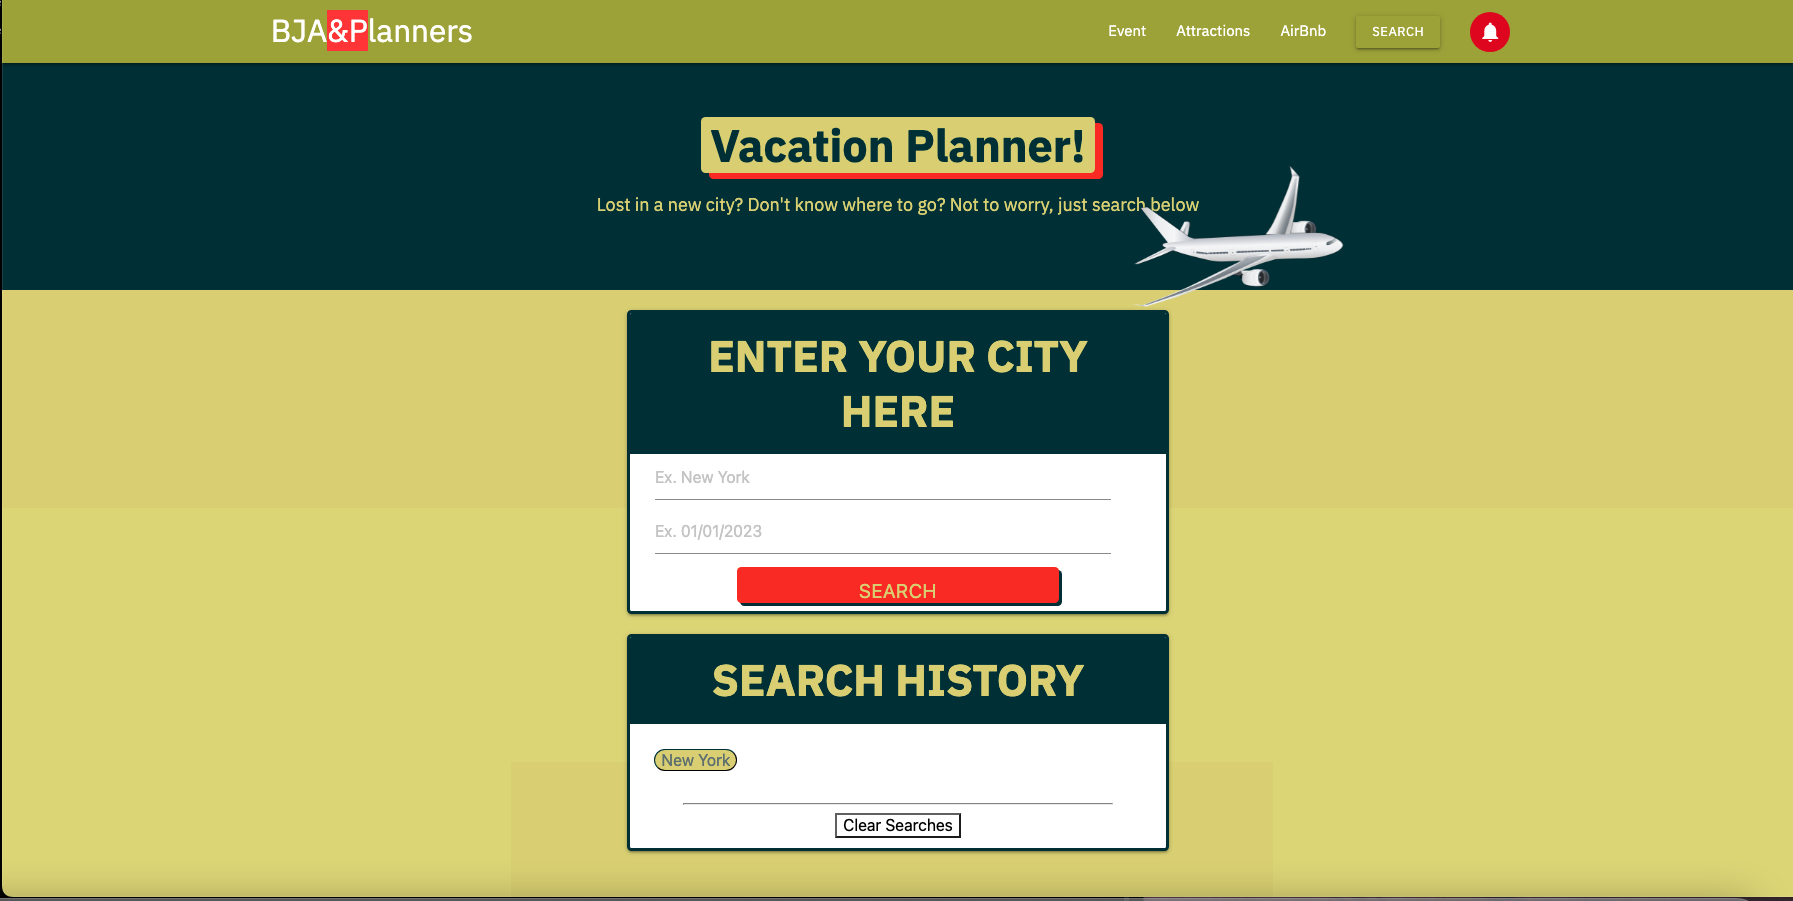 BJA&Planners
Event Attractions AirBnb SEARCH
Vacation Planner!
Lost in a new city? Don't know where to go? Not to worry, just search below
ENTER YOUR CITY
HERE
Ex. New York
Ex. 01/01/2023
SEARCH
SEARCH HISTORY
New York
Clear Searches